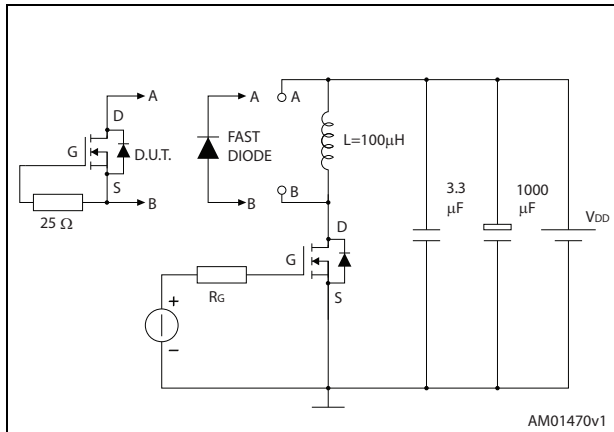 A
D
G
D.U.T.
S
B
25 Ω
A
FAST
DIODE
B
A
B
L=100μH
3.3
μF
1000
μF
VDD
D
G
S
RG
+
–
AM01470v1